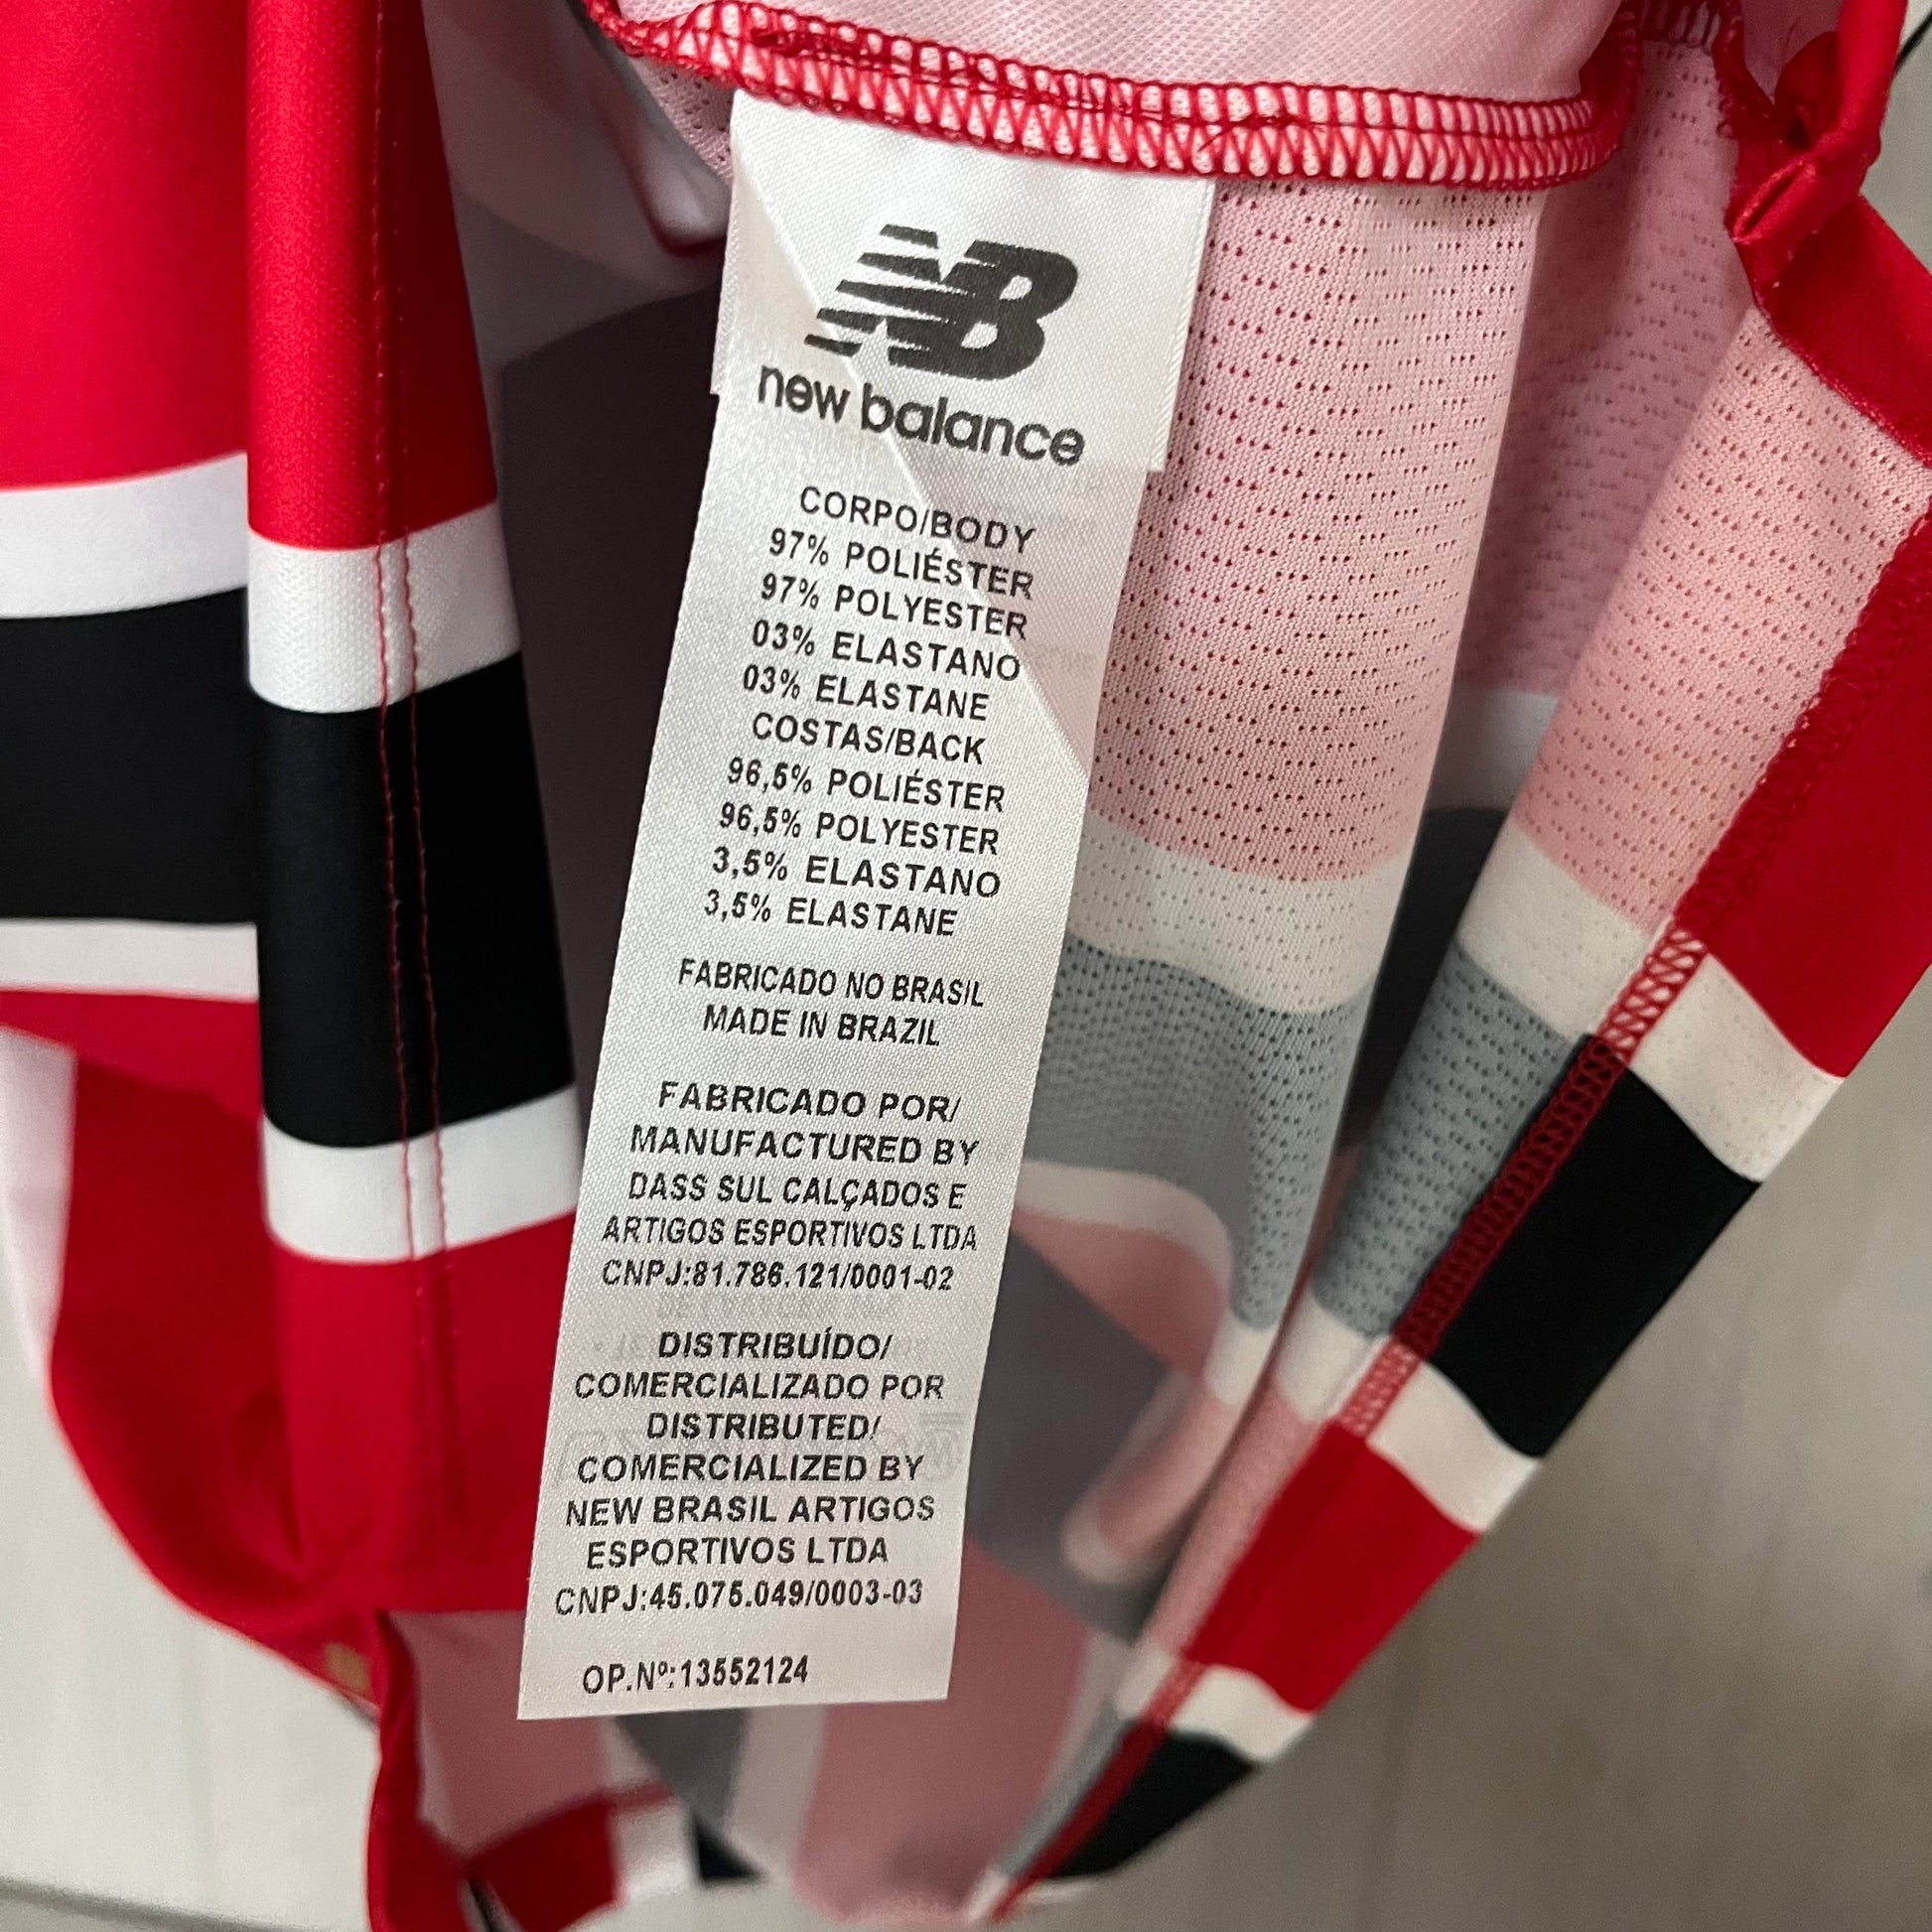 NB
new balance
CORPO/BODY
97% POLIÉSTER
97% POLYESTER
03% ELASTANO
03% ELASTANE
COSTAS/BACK
96,5% POLIÉSTER
96,5% POLYESTER
3,5% ELASTANO
3,5% ELASTANE
FABRICADO NO BRASIL
MADE IN BRAZIL
FABRICADO POR/
MANUFACTURED BY
DASS SUL CALÇADOS E
ARTIGOS ESPORTIVOS LTDA
CNPJ:81.786.121/0001-02
DISTRIBUÍDO/
COMERCIALIZADO POR
DISTRIBUTED/
COMERCIALIZED BY
NEW BRASIL ARTIGOS
ESPORTIVOS LTDA
CNPJ:45.075.049/0003-03
OP.Nº:13552124